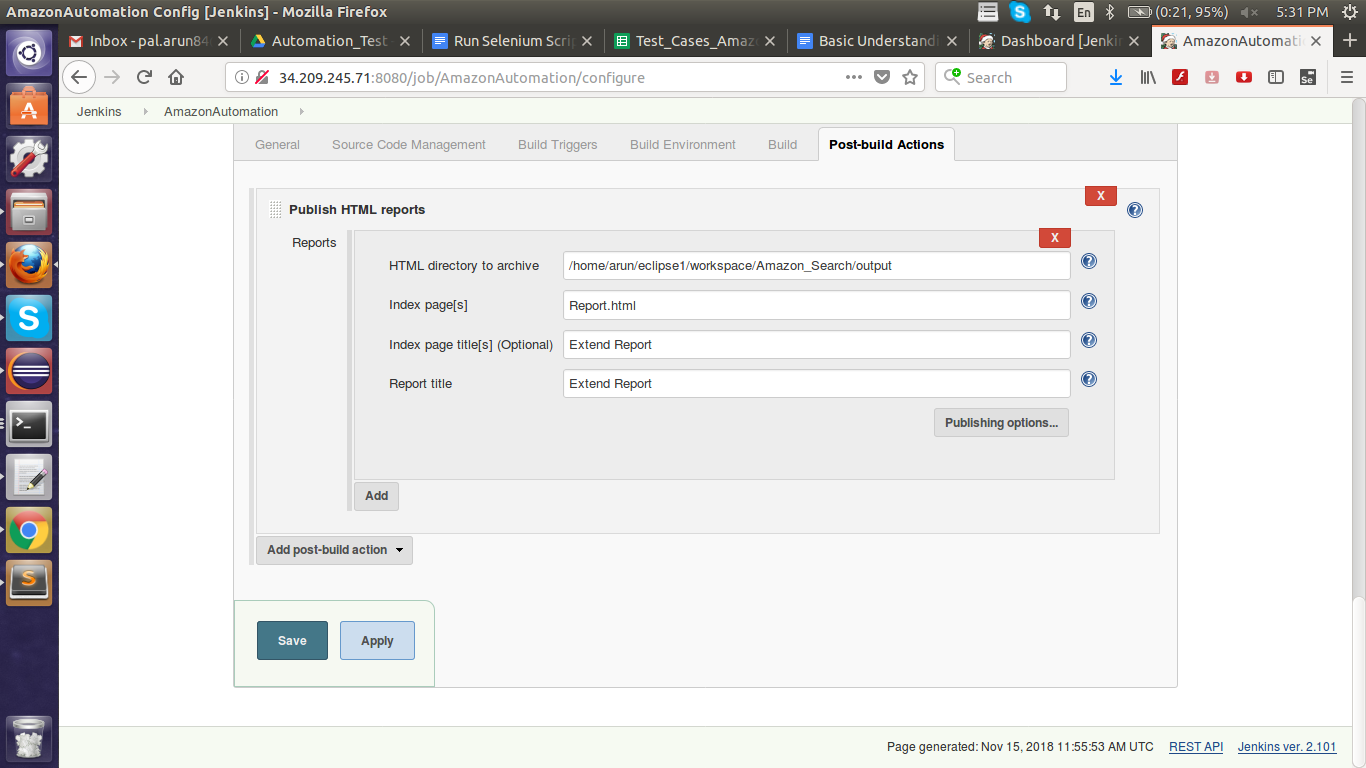 AmazonAutomation Config [Jenkins] - Mozilla Firefox
En
(0:21, 95%)
5:31 PM
Inbox - pal.arun84
Automation_Test
Run Selenium Scri
Test_Cases_Amaz
Basic Understand
Dashboard [Jenki
AmazonAutomati
34.209.245.71:8080/job/AmazonAutomation/configure
Search
Se
Jenkins
AmazonAutomation
General
Source Code Management
Build Triggers
Build Environment
Build
Post-build Actions
X
Publish HTML reports
?
Reports
X
HTML directory to archive
/home/arun/eclipse1/workspace/Amazon_Search/output
?
Index page[s]
Report.html
?
Index page title[s] (Optional)
Extend Report
?
Report title
Extend Report
?
Publishing options...
Add
Add post-build action
Save
Apply
Page generated: Nov 15, 2018 11:55:53 AM UTC
REST API
Jenkins ver. 2.101